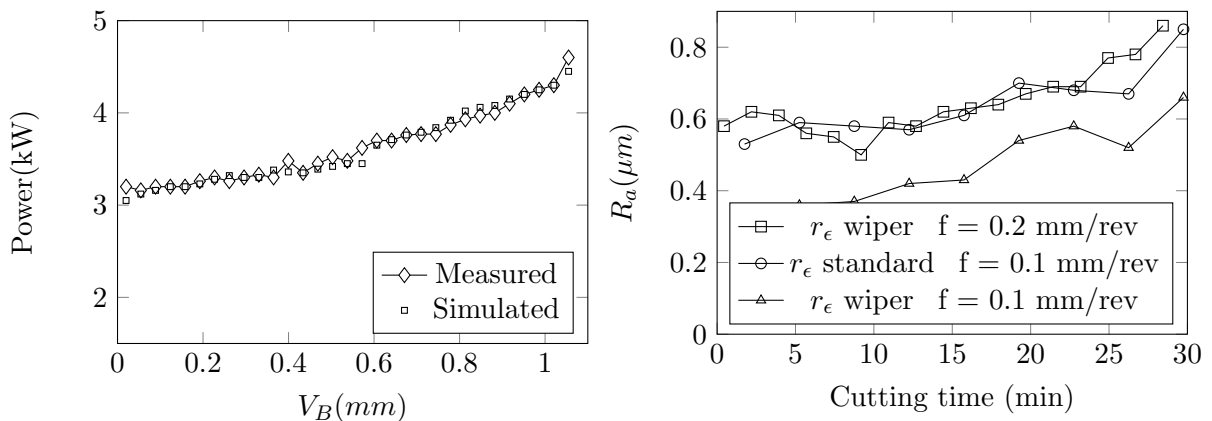 5
4
3
2
Power(kW)
0 0.2 0.4 0.6 0.8 1
V_B(mm)
Measured
Simulated
0.8
0.6
0.4
0.2
0
R_a(μm)
0 5 10 15 20 25 30
Cutting time (min)
r_ϵ wiper f = 0.2 mm/rev
r_ϵ standard f = 0.1 mm/rev
r_ϵ wiper f = 0.1 mm/rev